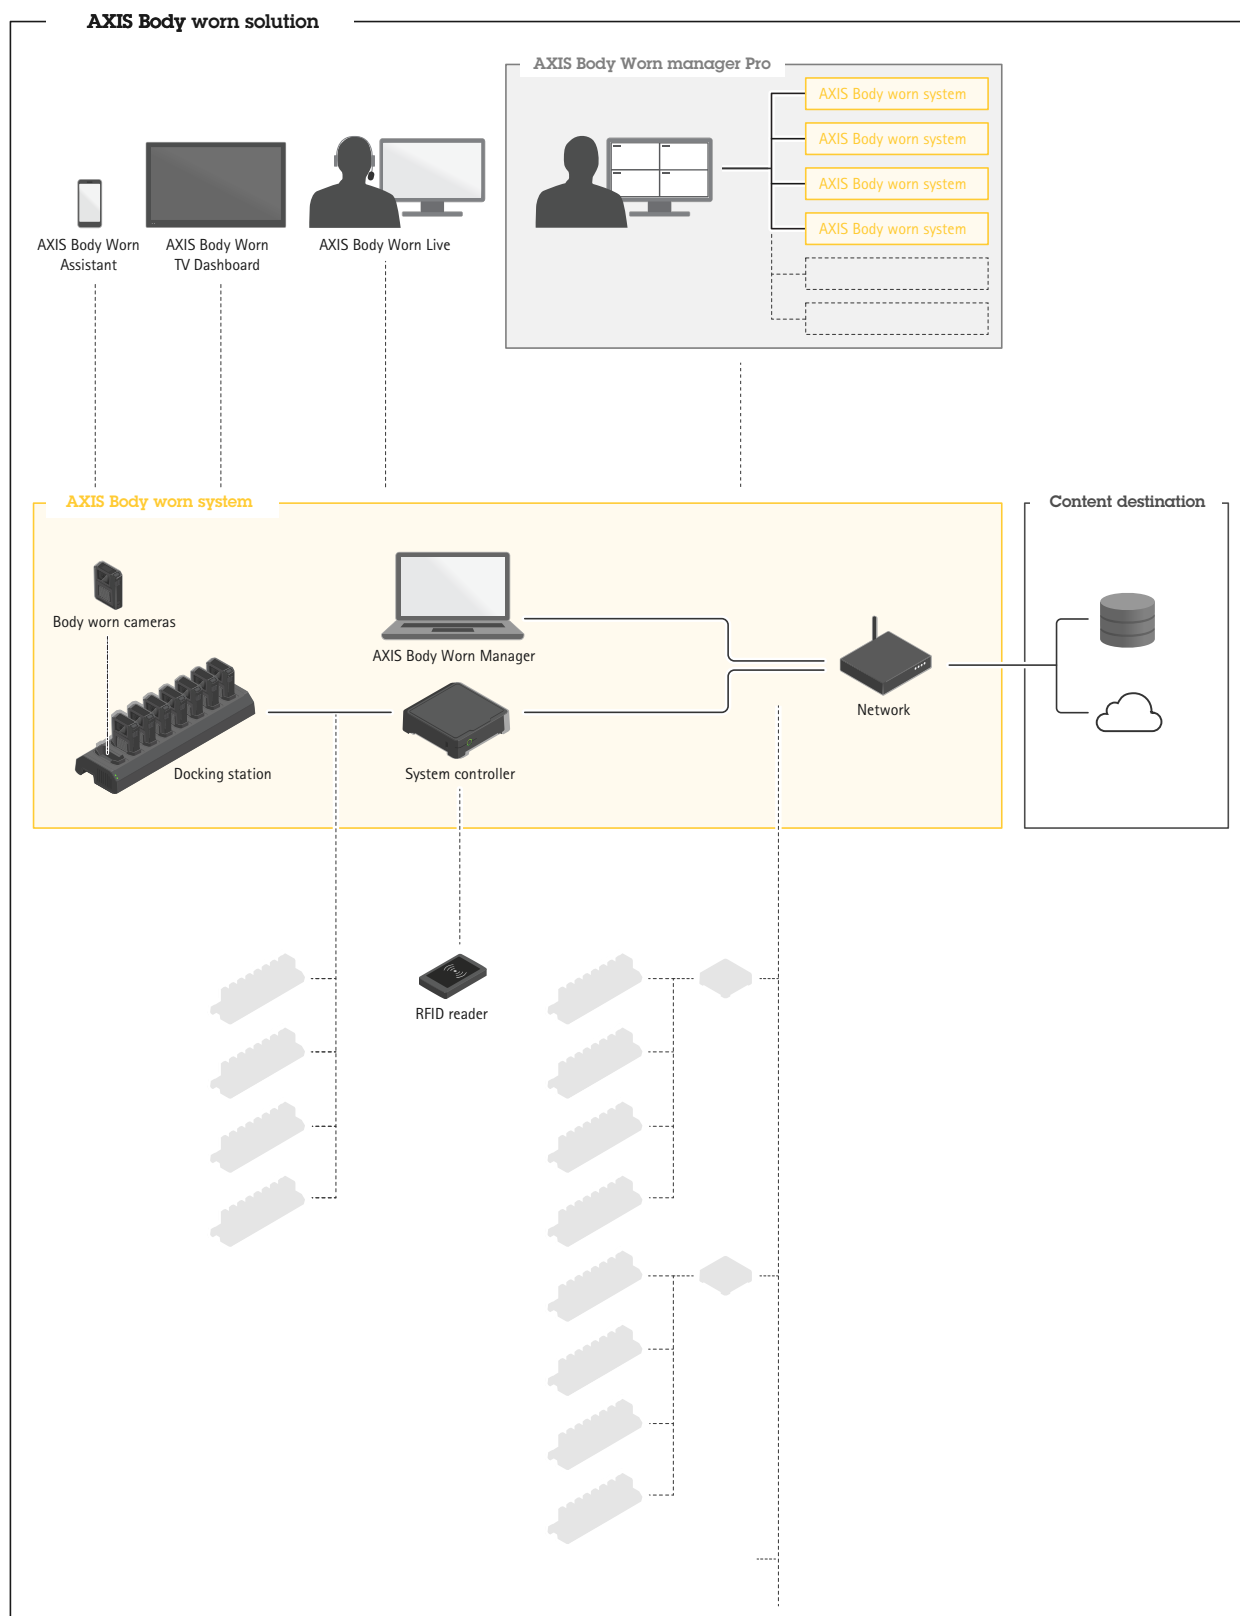 AXIS Body worn solution
AXIS Body Worn manager Pro
AXIS Body worn system
AXIS Body worn system
AXIS Body worn system
AXIS Body worn system
AXIS Body Worn
Assistant
AXIS Body Worn
TV Dashboard
AXIS Body Worn Live
AXIS Body worn system
Content destination
Body worn cameras
AXIS Body Worn Manager
Network
Docking station
System controller
RFID reader